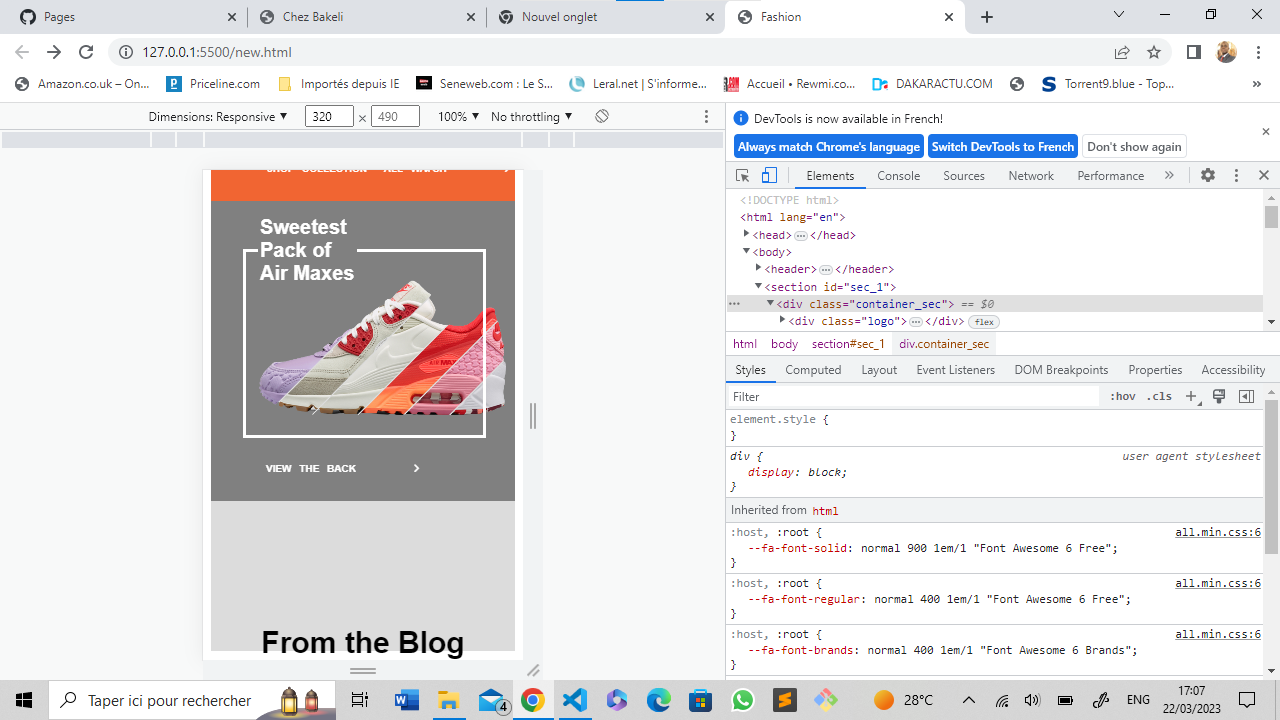 Pages
Chez Bakeli
Nouvel onglet
Fashion
127.0.0.1:5500/new.html
Amazon.co.uk – On...
Priceline.com
Importés depuis IE
Seneweb.com : Le S...
Leral.net | S'informe...
Accueil • Rewmi.co...
DAKARACTU.COM
Torrent9.blue - Top...
»
Dimensions: Responsive ▼ 320 × 490 100% ▼ No throttling ▼
SHOP COLLECTION ALL WATCH
Sweetest
Pack of
Air Maxes
AIR MAX
VIEW THE BACK
From the Blog
DevTools is now available in French!
Always match Chrome's language Switch DevTools to French Don't show again
Elements Console Sources Network Performance »
<!DOCTYPE html>
<html lang="en">
<head> ••• </head>
<body>
<header> ••• </header>
<section id="sec_1">
••• <div class="container_sec"> == $0
<div class="logo"> ••• </div> flex
html body section#sec_1 div.container_sec
Styles Computed Layout Event Listeners DOM Breakpoints Properties Accessibility
Filter :hov .cls
element.style {
}
div { user agent stylesheet
display: block;
}
Inherited from html
:host, :root { all.min.css:6
--fa-font-solid: normal 900 1em/1 "Font Awesome 6 Free";
}
:host, :root { all.min.css:6
--fa-font-regular: normal 400 1em/1 "Font Awesome 6 Free";
}
:host, :root { all.min.css:6
--fa-font-brands: normal 400 1em/1 "Font Awesome 6 Brands";
}
Taper ici pour rechercher
4
28°C
ENG
17:07
22/03/2023